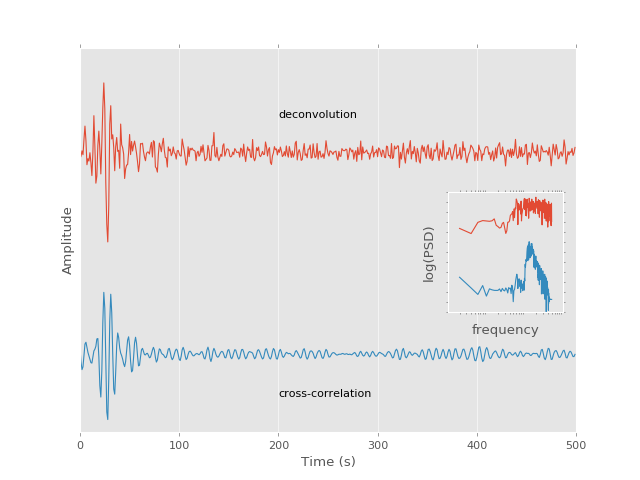 deconvolution
Amplitude
log(PSD)
frequency
cross-correlation
0 100 200 300 400 500
Time (s)